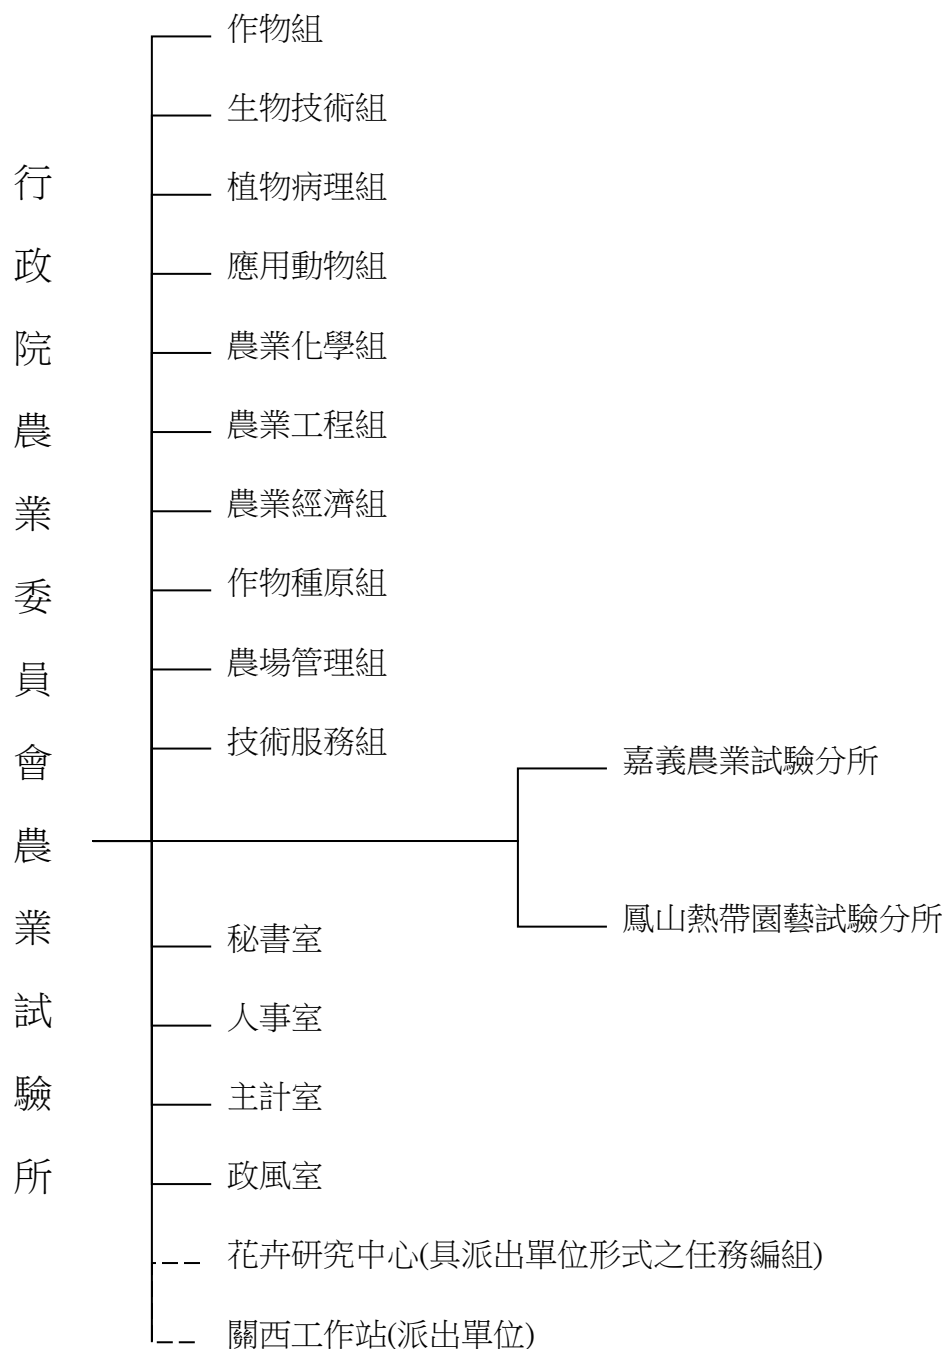 行政院農業委員會農業試驗所
作物組
生物技術組
植物病理組
應用動物組
農業化學組
農業工程組
農業經濟組
作物種原組
農場管理組
技術服務組
嘉義農業試驗分所
鳳山熱帶園藝試驗分所
秘書室
人事室
主計室
政風室
花卉研究中心(具派出單位形式之任務編組)
關西工作站(派出單位)